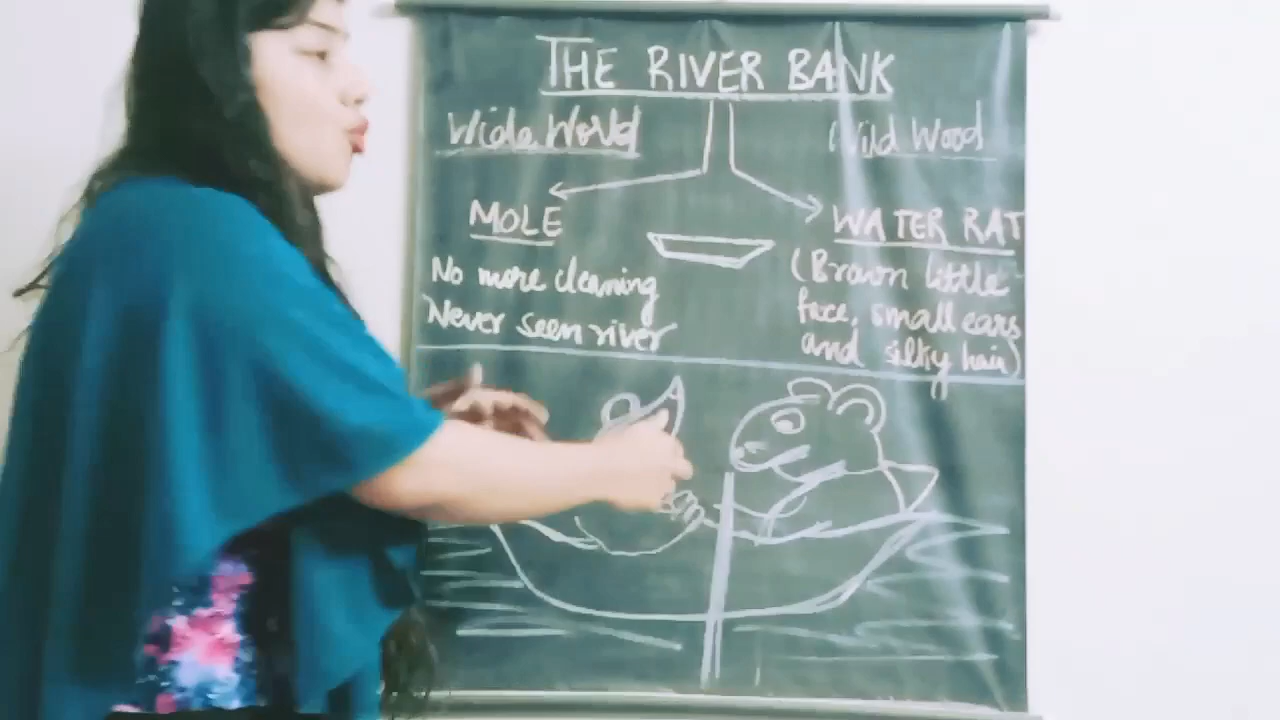 THE RIVER BANK
Wide World
Wild Wood
MOLE
No more cleaning
Never seen river
WATER RAT
(Brown little
face, small ears
and silky hair)